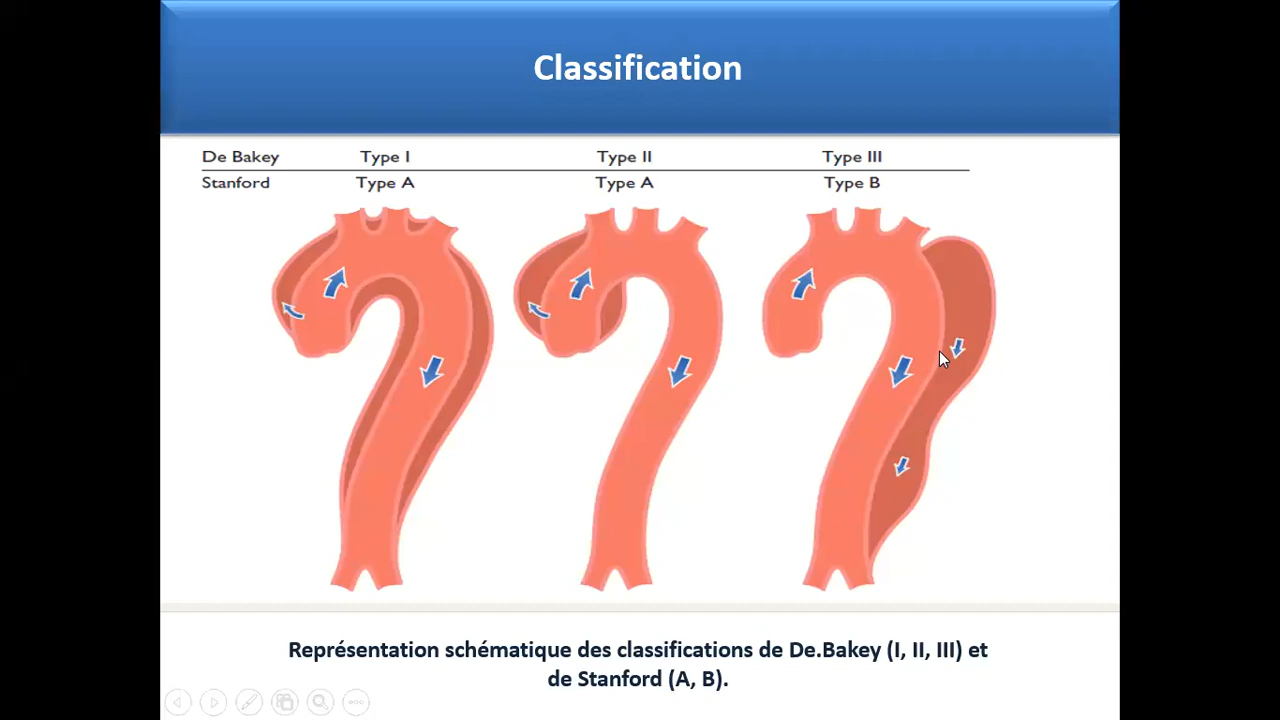 Classification
De Bakey Type I Type II Type III
Stanford Type A Type A Type B
Représentation schématique des classifications de De.Bakey (I, II, III) et
de Stanford (A, B).